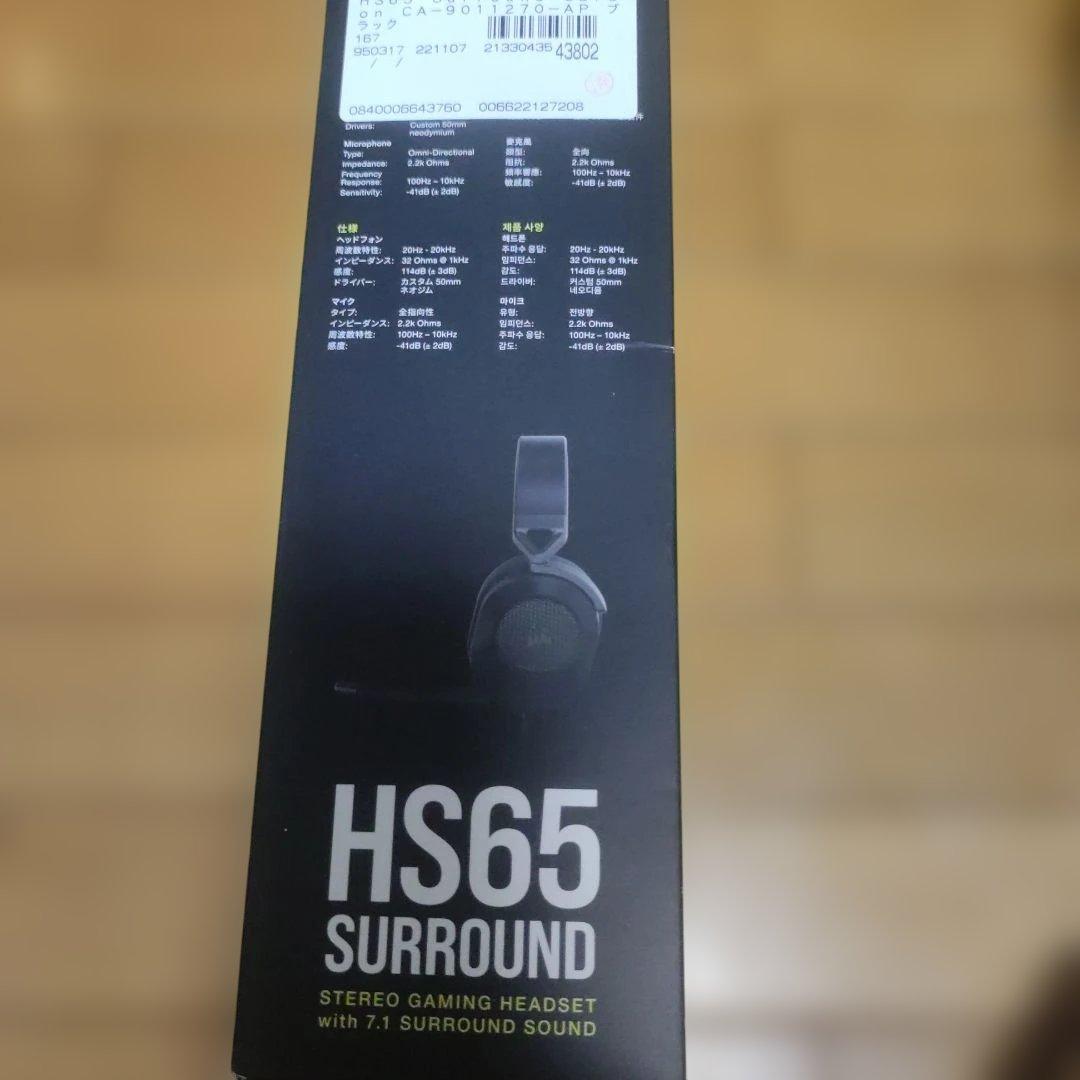 on CA-9011270-AP ブ
ラック
167
950317 221107 21330435 43802
/ /
0840006643760 006622127208
Drivers: Custom 50mm
neodymium
Microphone
Type: Omni-Directional
Impedance: 2.2k Ohms
Frequency
Response: 100Hz – 10kHz
Sensitivity: -41dB (± 2dB)
麥克風
類型: 全向
阻抗: 2.2k Ohms
頻率響應: 100Hz – 10kHz
敏感度: -41dB (± 2dB)
仕様
ヘッドフォン
周波数特性: 20Hz - 20kHz
インピーダンス: 32 Ohms @ 1kHz
感度: 114dB (± 3dB)
ドライバー: カスタム 50mm
ネオジム
マイク
タイプ: 全指向性
インピーダンス: 2.2k Ohms
周波数特性: 100Hz – 10kHz
感度: -41dB (± 2dB)
제품 사양
헤드폰
주파수 응답: 20Hz - 20kHz
임피던스: 32 Ohms @ 1kHz
감도: 114dB (± 3dB)
드라이버: 커스텀 50mm
네오디뮴
마이크
유형: 전방향
임피던스: 2.2k Ohms
주파수 응답: 100Hz – 10kHz
감도: -41dB (± 2dB)
HS65
SURROUND
STEREO GAMING HEADSET
with 7.1 SURROUND SOUND